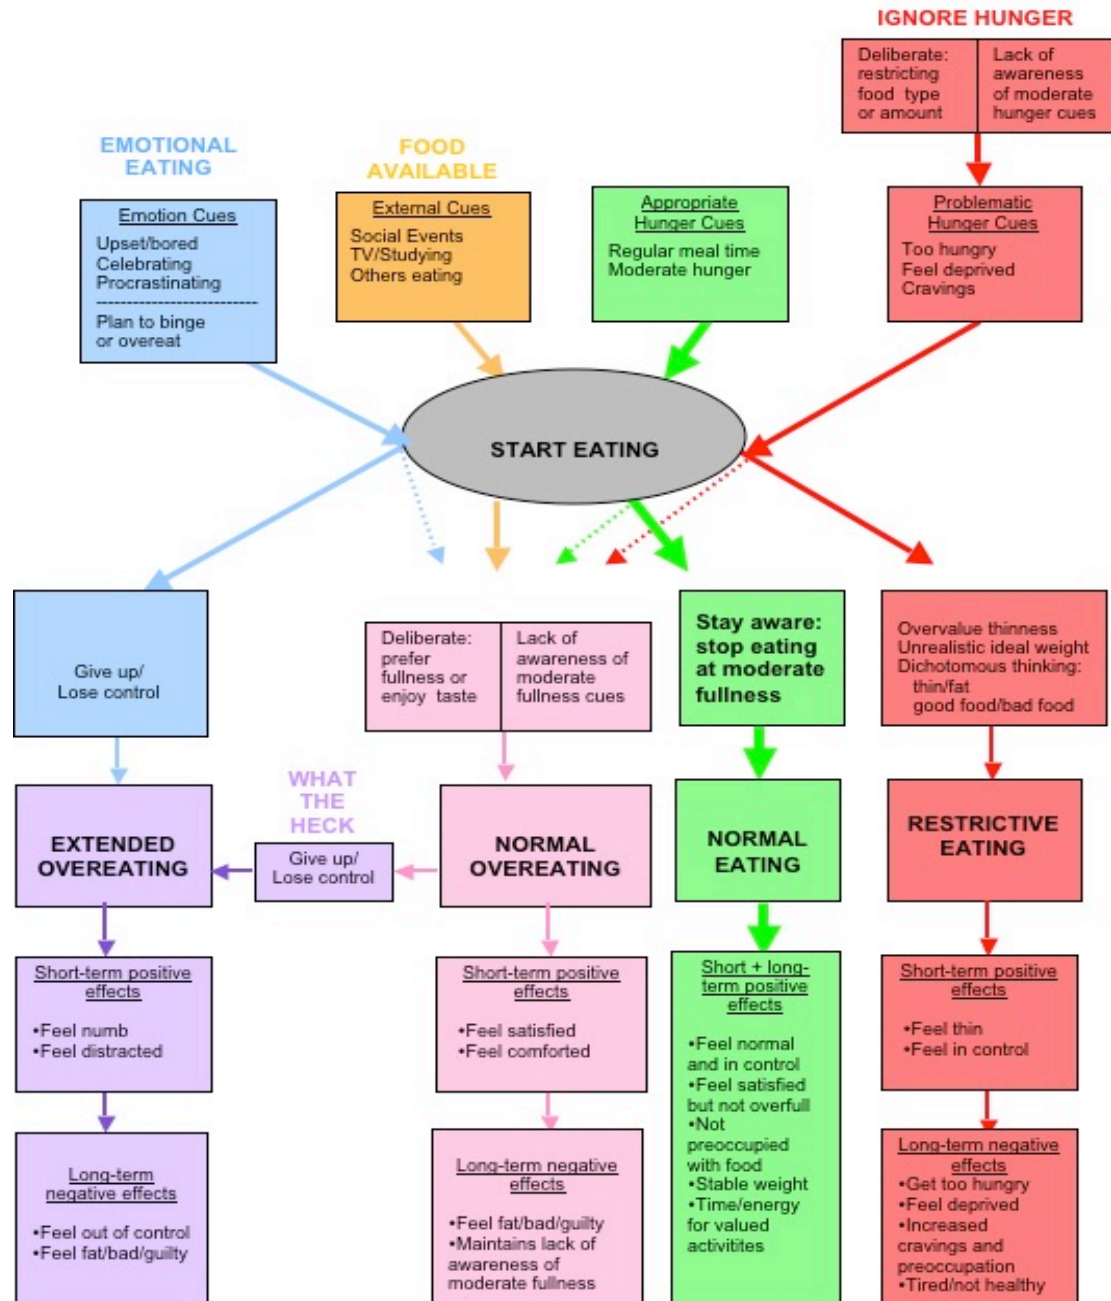 IGNORE HUNGER
Deliberate:
restricting
food type
or amount
Lack of
awareness
of moderate
hunger cues
EMOTIONAL
EATING
FOOD
AVAILABLE
Emotion Cues
Upset/bored
Celebrating
Procrastinating
---------------------------
Plan to binge
or overeat
External Cues
Social Events
TV/Studying
Others eating
Appropriate
Hunger Cues
Regular meal time
Moderate hunger
Problematic
Hunger Cues
Too hungry
Feel deprived
Cravings
START EATING
Give up/
Lose control
Deliberate:
prefer
fullness or
enjoy taste
Lack of
awareness of
moderate
fullness cues
Stay aware:
stop eating
at moderate
fullness
Overvalue thinness
Unrealistic ideal weight
Dichotomous thinking:
thin/fat
good food/bad food
EXTENDED
OVEREATING
WHAT
THE
HECK
Give up/
Lose control
NORMAL
OVEREATING
NORMAL
EATING
RESTRICTIVE
EATING
Short-term positive
effects
•Feel numb
•Feel distracted
Short-term positive
effects
•Feel satisfied
•Feel comforted
Short + long-
term positive
effects
•Feel normal
and in control
•Feel satisfied
but not overfull
•Not
preoccupied
with food
•Stable weight
•Time/energy
for valued
activitites
Short-term positive
effects
•Feel thin
•Feel in control
Long-term
negative effects
•Feel out of control
•Feel fat/bad/guilty
Long-term negative
effects
•Feel fat/bad/guilty
•Maintains lack of
awareness of
moderate fullness
Long-term negative
effects
•Get too hungry
•Feel deprived
•Increased
cravings and
preoccupation
•Tired/not healthy